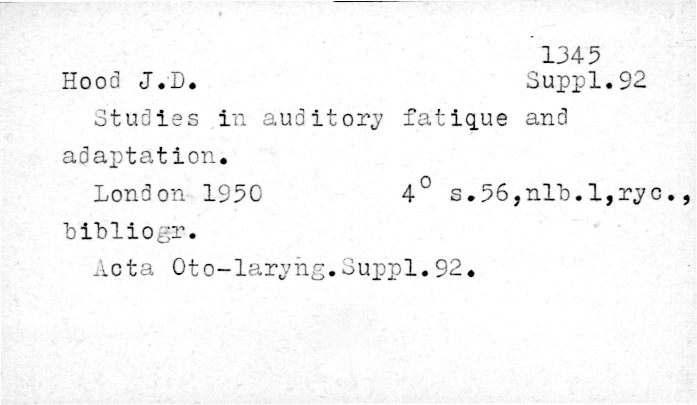 1345
Hood J.D. Suppl.92
Studies in auditory fatique and
adaptation.
London 1950 4° s.56,nlb.1,ryc.,
bibliogr.
Acta Oto-laryng.Suppl.92.